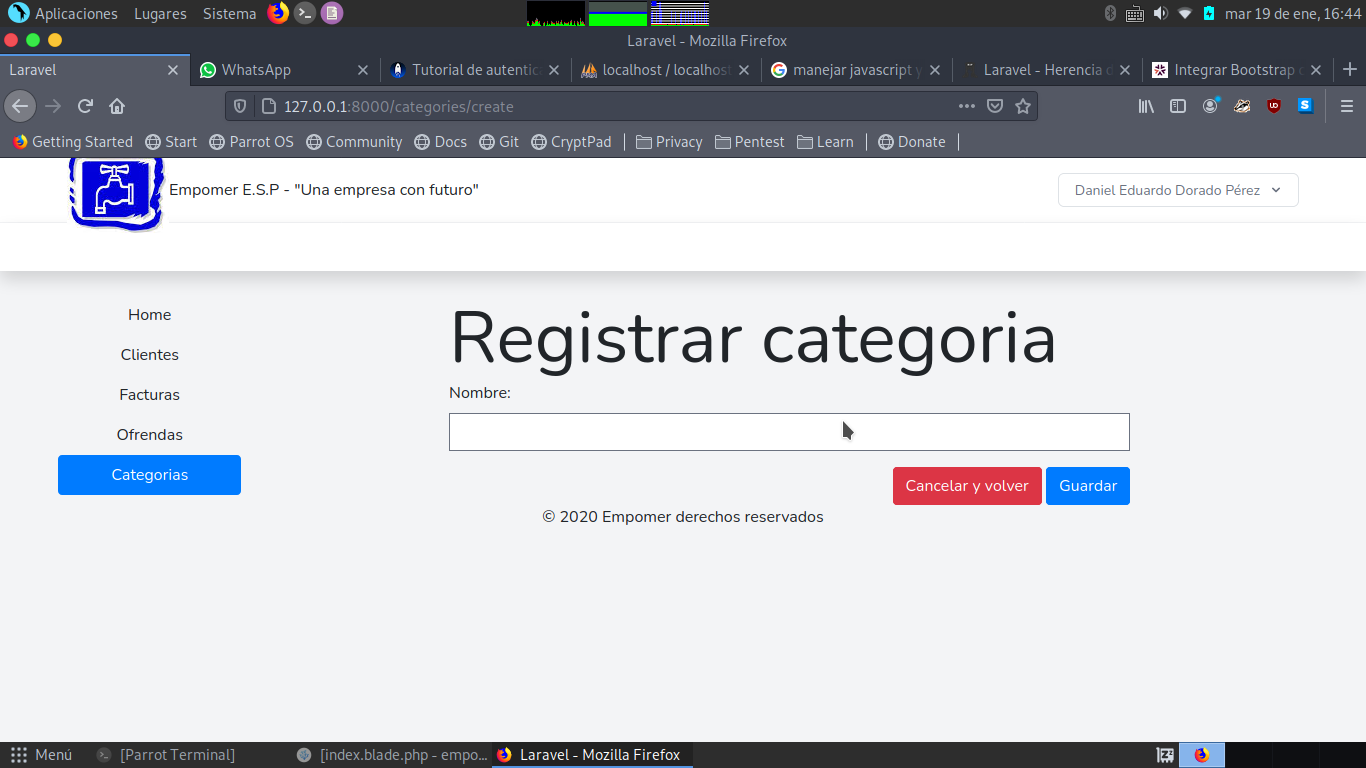 Aplicaciones Lugares Sistema mar 19 de ene, 16:44
Laravel - Mozilla Firefox
Laravel WhatsApp Tutorial de autentic localhost / localhos manejar javascript y Laravel - Herencia d Integrar Bootstrap c
127.0.0.1:8000/categories/create
Getting Started Start Parrot OS Community Docs Git CryptPad Privacy Pentest Learn Donate
Empomer E.S.P - "Una empresa con futuro" Daniel Eduardo Dorado Pérez
Home
Registrar categoria
Clientes
Facturas
Nombre:
Ofrendas
Categorias
Cancelar y volver Guardar
© 2020 Empomer derechos reservados
Menú [Parrot Terminal] [index.blade.php - empo... Laravel - Mozilla Firefox